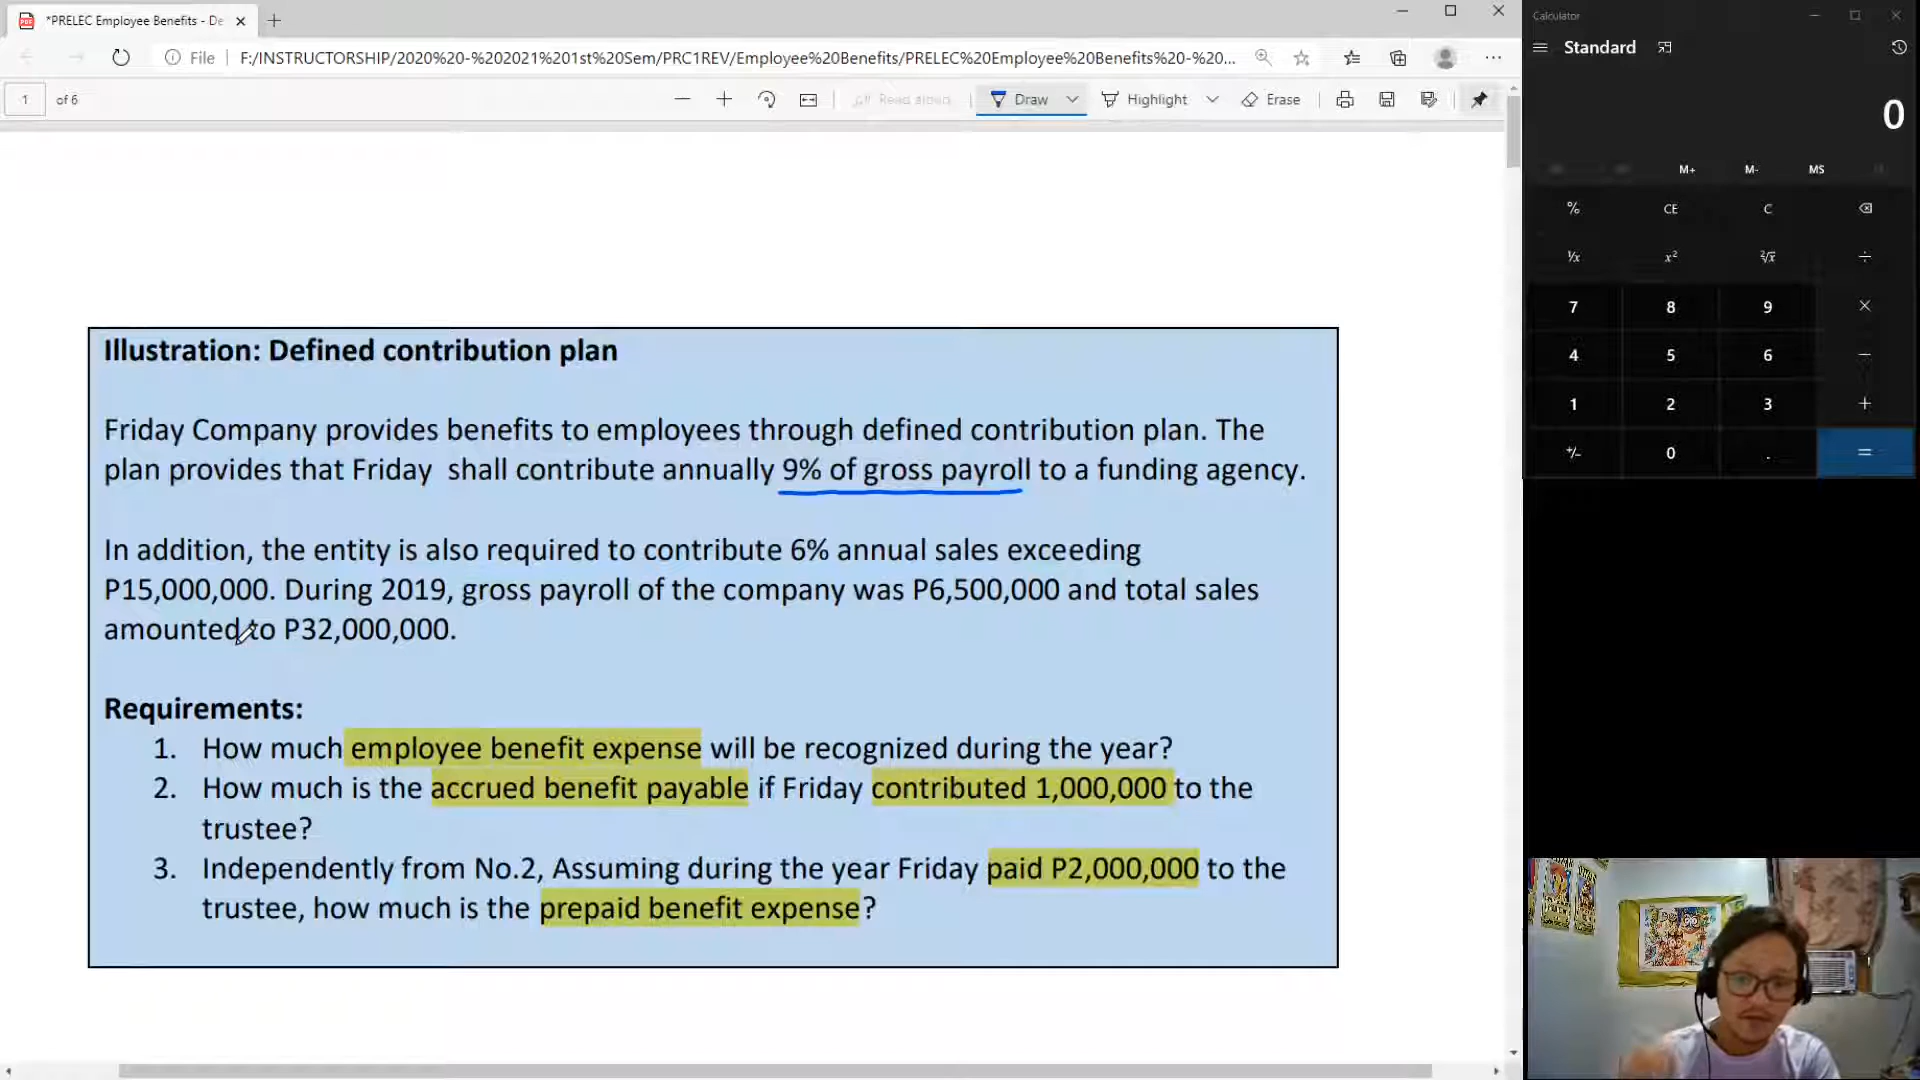 *PRELEC Employee Benefits - De
File
F:/INSTRUCTORSHIP/2020%20-%202021%201st%20Sem/PRC1REV/Employee%20Benefits/PRELEC%20Employee%20Benefits%20-%20...
1 of 6
Read aloud
Draw
Highlight
Erase
Illustration: Defined contribution plan
Friday Company provides benefits to employees through defined contribution plan. The
plan provides that Friday shall contribute annually 9% of gross payroll to a funding agency.
In addition, the entity is also required to contribute 6% annual sales exceeding
P15,000,000. During 2019, gross payroll of the company was P6,500,000 and total sales
amounted to P32,000,000.
Requirements:
1. How much employee benefit expense will be recognized during the year?
2. How much is the accrued benefit payable if Friday contributed 1,000,000 to the
trustee?
3. Independently from No.2, Assuming during the year Friday paid P2,000,000 to the
trustee, how much is the prepaid benefit expense?
Calculator
Standard
0
M+ M- MS
% CE C
¹/x x² ²√x ÷
7 8 9 ×
4 5 6 −
1 2 3 +
+/- 0 . =